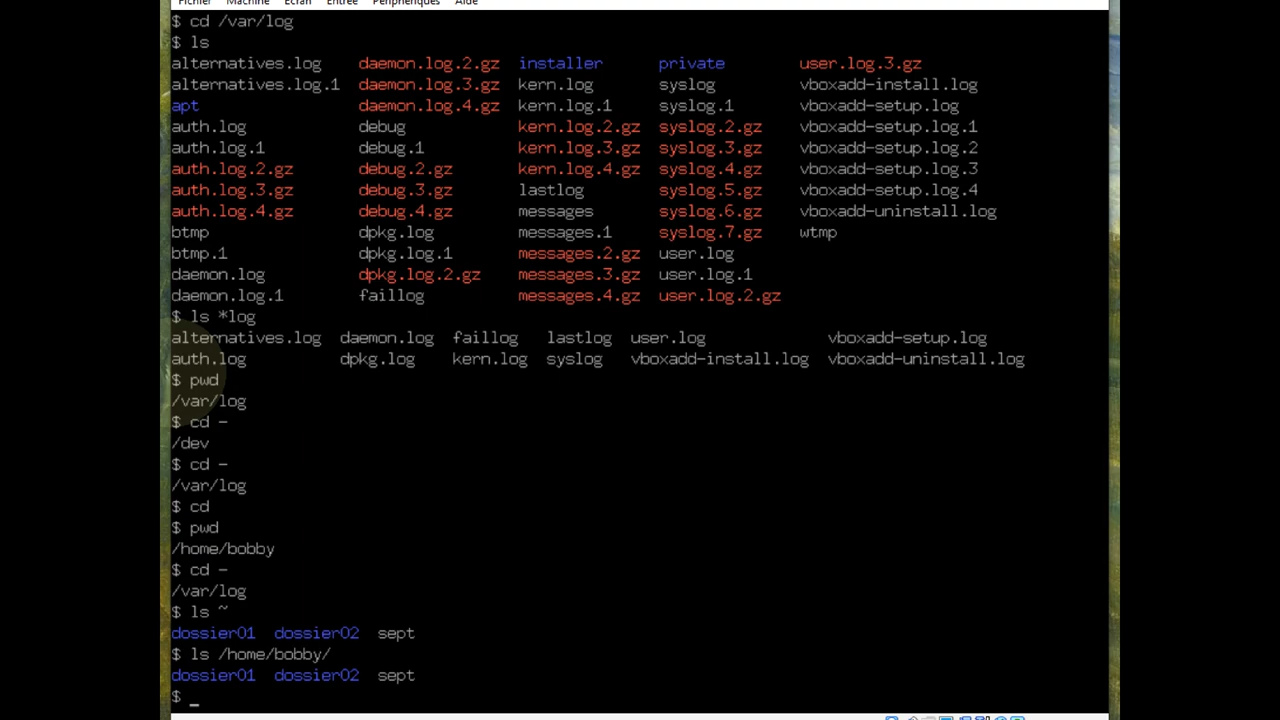 Fichier Machine Écran Entrée Périphériques Aide
$ cd /var/log
$ ls
alternatives.log daemon.log.2.gz installer private user.log.3.gz
alternatives.log.1 daemon.log.3.gz kern.log syslog vboxadd-install.log
apt daemon.log.4.gz kern.log.1 syslog.1 vboxadd-setup.log
auth.log debug kern.log.2.gz syslog.2.gz vboxadd-setup.log.1
auth.log.1 debug.1 kern.log.3.gz syslog.3.gz vboxadd-setup.log.2
auth.log.2.gz debug.2.gz kern.log.4.gz syslog.4.gz vboxadd-setup.log.3
auth.log.3.gz debug.3.gz lastlog syslog.5.gz vboxadd-setup.log.4
auth.log.4.gz debug.4.gz messages syslog.6.gz vboxadd-uninstall.log
btmp dpkg.log messages.1 syslog.7.gz wtmp
btmp.1 dpkg.log.1 messages.2.gz user.log
daemon.log dpkg.log.2.gz messages.3.gz user.log.1
daemon.log.1 faillog messages.4.gz user.log.2.gz
$ ls *log
alternatives.log daemon.log faillog lastlog user.log vboxadd-setup.log
auth.log dpkg.log kern.log syslog vboxadd-install.log vboxadd-uninstall.log
$ pwd
/var/log
$ cd -
/dev
$ cd -
/var/log
$ cd
$ pwd
/home/bobby
$ cd -
/var/log
$ ls ~
dossier01 dossier02 sept
$ ls /home/bobby/
dossier01 dossier02 sept
$ _